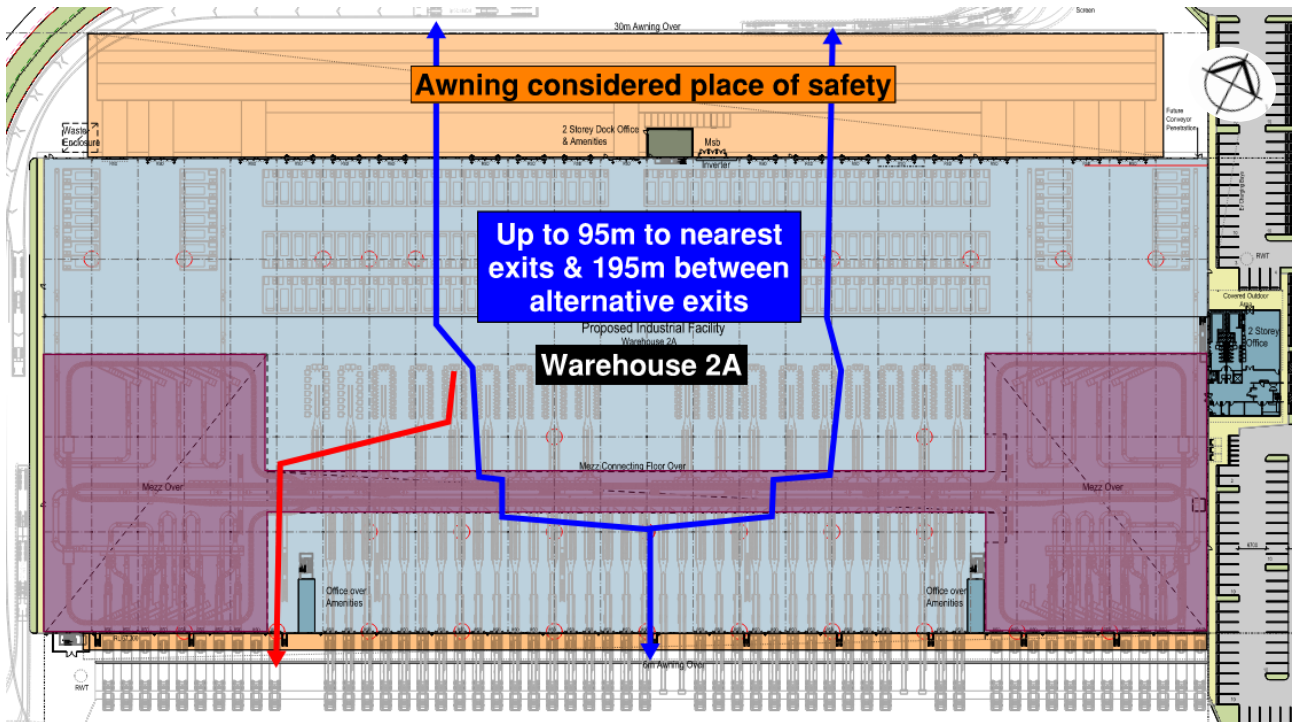 Screen
30m Awning Over
Awning considered place of safety
Waste
Enclosure
2 Storey Dock Office
& Amenities
Msb
Inverter
Future
Conveyor
Penetration
Up to 95m to nearest
exits & 195m between
alternative exits
RWT
Covered Outdoor
Area
Proposed Industrial Facility
Warehouse 2A
2 Storey
Office
Warehouse 2A
Mezz Connecting Floor Over
Mezz Over
Mezz Over
Office over
Amenities
Office over
Amenities
6m Awning Over
RWT